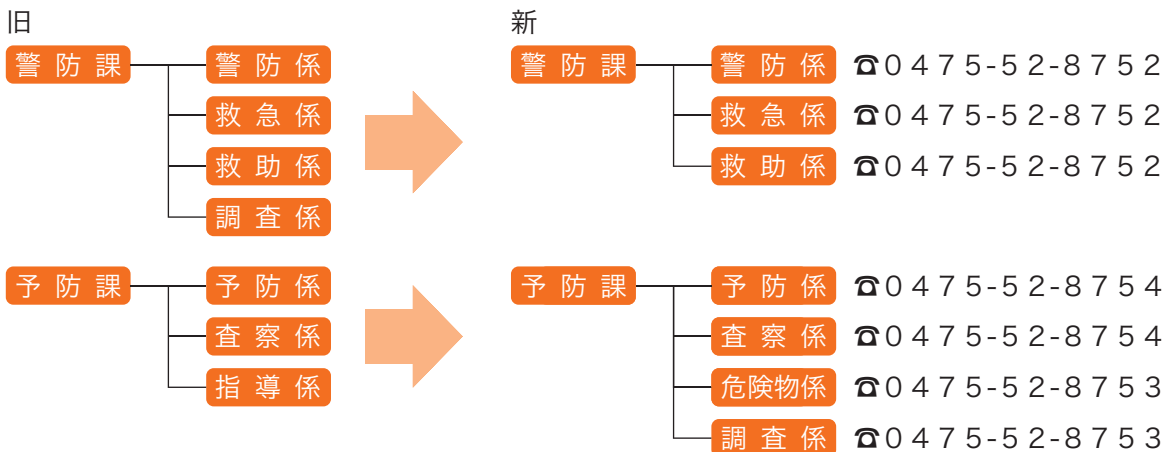 旧 新
警防課 警防係 警防課 警防係 ☎0475-52-8752
救急係 救急係 ☎0475-52-8752
救助係 救助係 ☎0475-52-8752
調査係
予防課 予防係 予防課 予防係 ☎0475-52-8754
査察係 査察係 ☎0475-52-8754
指導係 危険物係 ☎0475-52-8753
調査係 ☎0475-52-8753